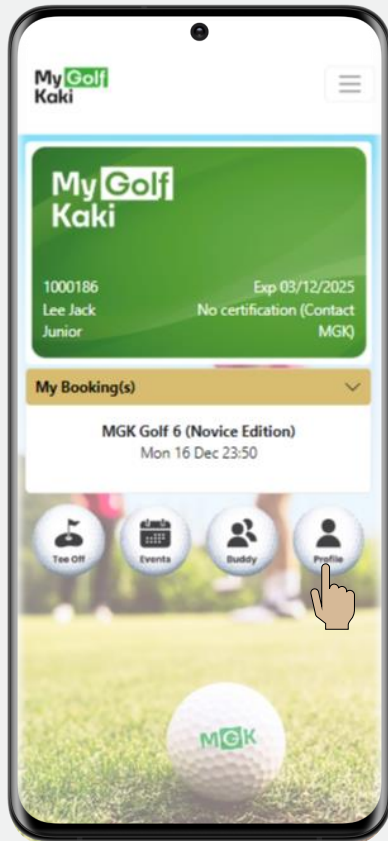 My Golf
Kaki
My Golf
Kaki
1000186
Exp 03/12/2025
Lee Jack
No certification (Contact
Junior
MGK)
My Booking(s)
MGK Golf 6 (Novice Edition)
Mon 16 Dec 23:50
Tee Off
Events
Buddy
Profile
MGK